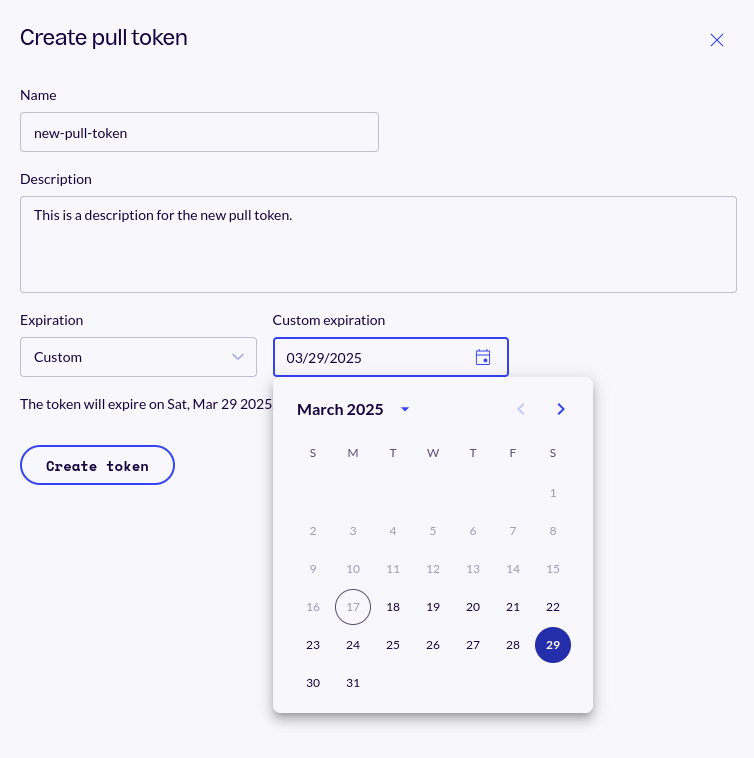 Create pull token
Name
new-pull-token
Description
This is a description for the new pull token.
Expiration
Custom expiration
Custom
03/29/2025
The token will expire on Sat, Mar 29 2025
Create token
March 2025
S M T W T F S
1
2 3 4 5 6 7 8
9 10 11 12 13 14 15
16 17 18 19 20 21 22
23 24 25 26 27 28 29
30 31